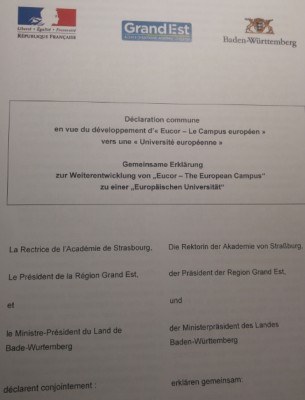 Liberté • Égalité • Fraternité
RÉPUBLIQUE FRANÇAISE
GrandEst
Baden-Württemberg
Déclaration commune
en vue du développement d'« Eucor – Le Campus européen »
vers une « Université européenne »
Gemeinsame Erklärung
zur Weiterentwicklung von „Eucor – The European Campus"
zu einer „Europäischen Universität"
La Rectrice de l'Académie de Strasbourg,
Le Président de la Région Grand Est,
et
le Ministre-Président du Land de
Bade-Wurtemberg
déclarent conjointement :
Die Rektorin der Akademie von Straßburg,
der Präsident der Region Grand Est,
und
der Ministerpräsident des Landes
Baden-Württemberg
erklären gemeinsam: